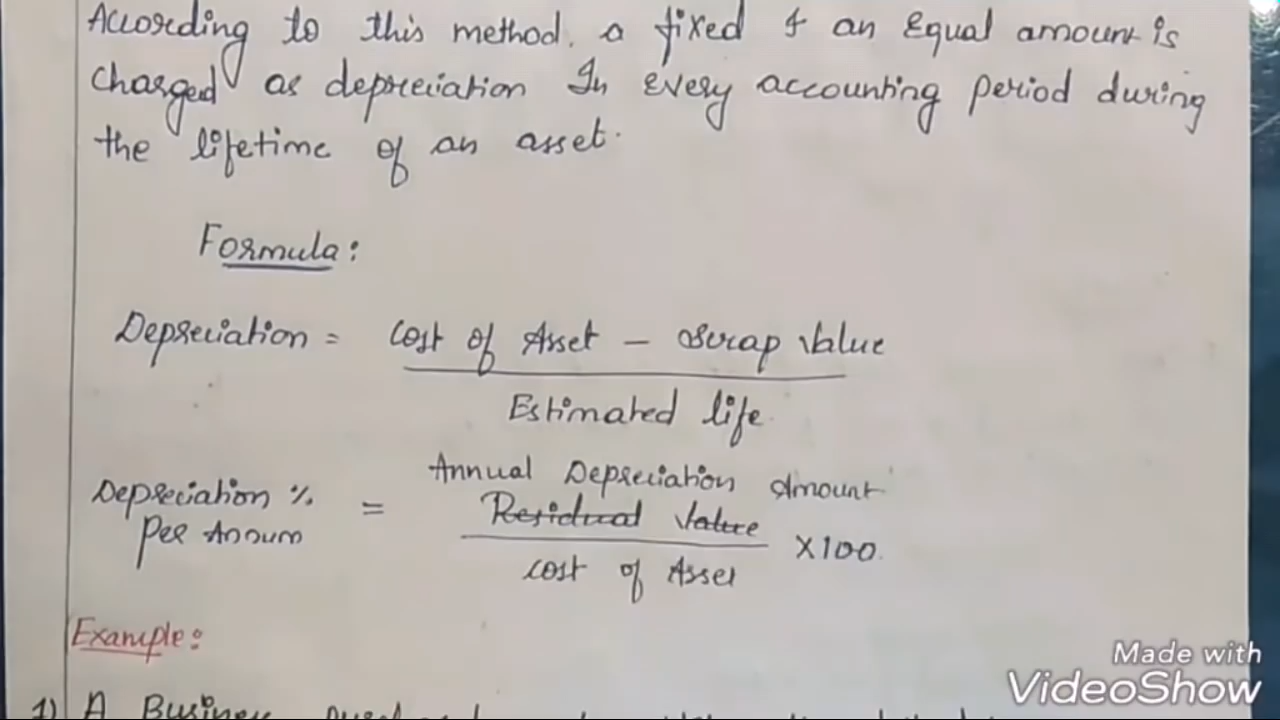 According to this method, a fixed & an Equal amount is
charged as depreciation In every accounting period during
the lifetime of an asset.
Formula:
Depreciation = Cost of Asset - Scrap Value
Estimated life
Annual Depreciation Amount
Depreciation % Per Annum = Residual Value X100
Cost of Asset
Example:
1) A
Made with
VideoShow